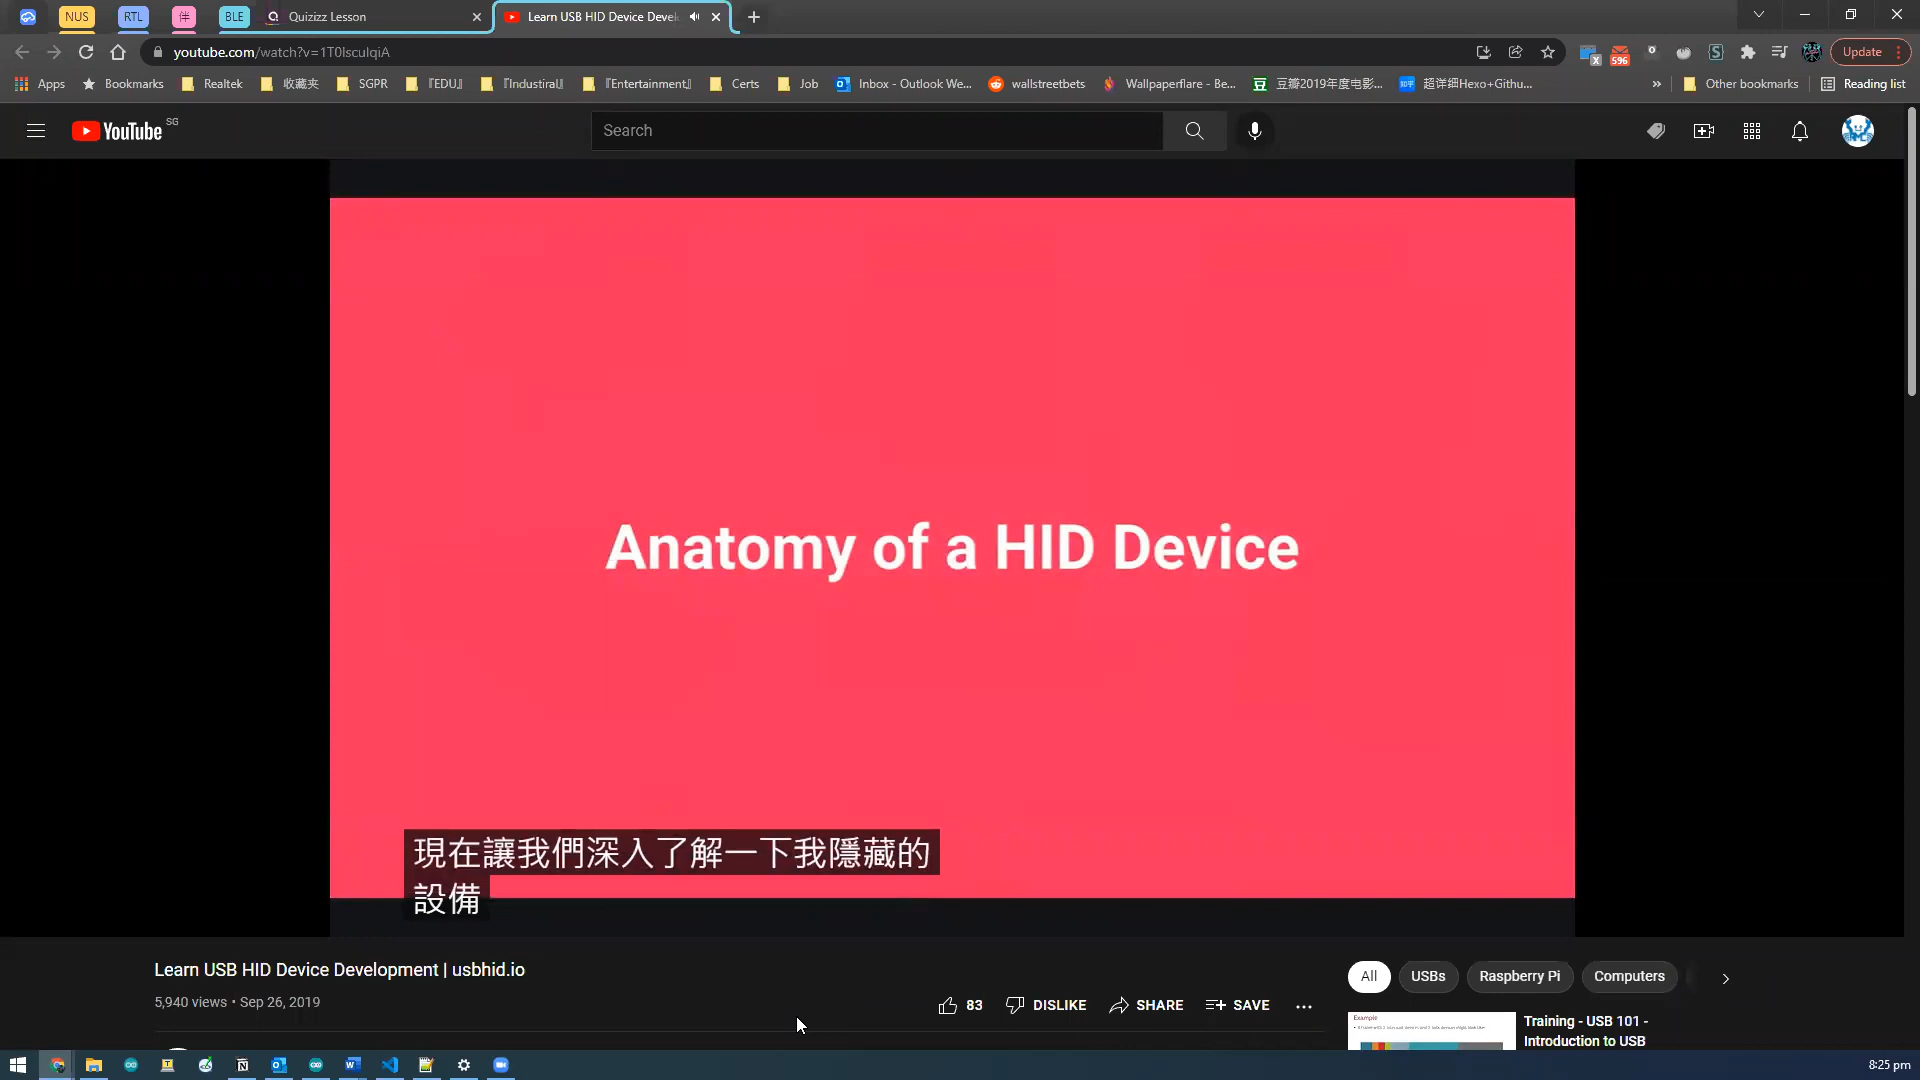 NUS
RTL
伴
BLE
Quizizz Lesson
Learn USB HID Device Devel
youtube.com/watch?v=1T0IsculqiA
596
Update
Apps
Bookmarks
Realtek
收藏夹
SGPR
『EDU』
『Industiral』
『Entertainment』
Certs
Job
Inbox - Outlook We...
wallstreetbets
Wallpaperflare - Be...
豆瓣2019年度电影...
超详细Hexo+Githu...
Other bookmarks
Reading list
YouTube SG
Search
Anatomy of a HID Device
現在讓我們深入了解一下我隱藏的
設備
Learn USB HID Device Development | usbhid.io
5,940 views • Sep 26, 2019
83
DISLIKE
SHARE
SAVE
All
USBs
Raspberry Pi
Computers
Example
Training - USB 101 -
Introduction to USB
8:25 pm